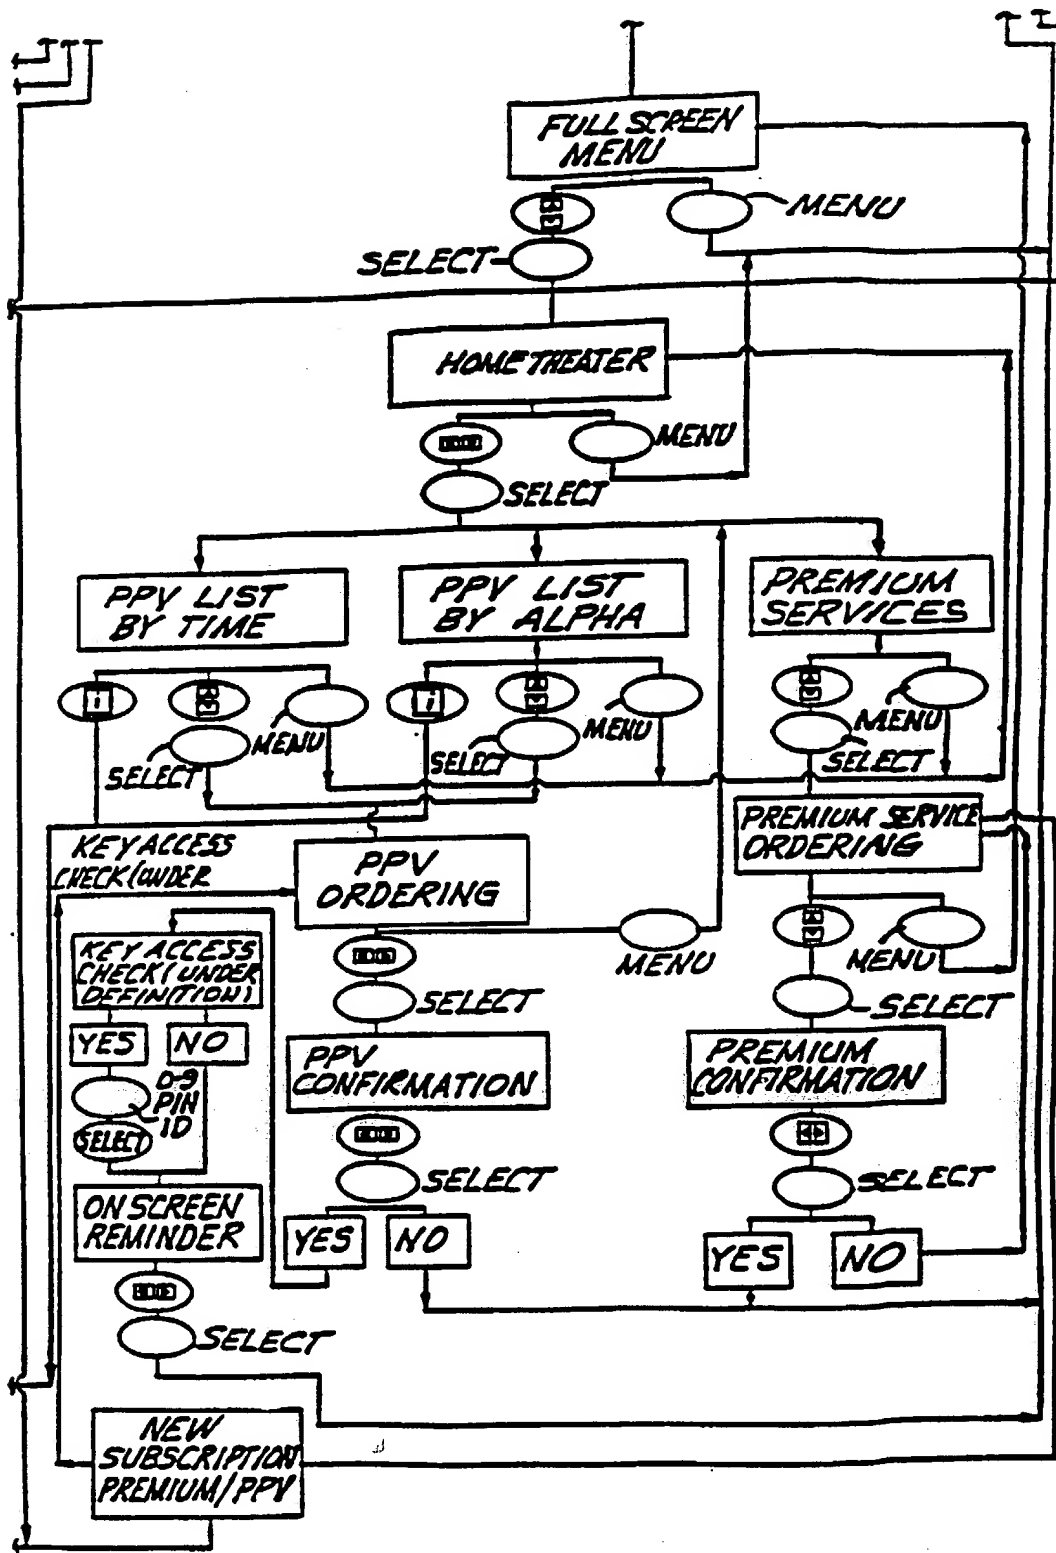 FULL SCREEN
MENU
MENU
SELECT
HOME THEATER
MENU
SELECT
PPV LIST
BY TIME
PPV LIST
BY ALPHA
PREMIUM
SERVICES
i
i
SELECT
MENU
SELECT
MENU
MENU
SELECT
KEY ACCESS
CHECK (UNDER
PPV
ORDERING
PREMIUM SERVICE
ORDERING
KEY ACCESS
CHECK (UNDER
DEFINITION)
MENU
MENU
SELECT
SELECT
YES
NO
0-9
PIN
ID
SELECT
PPV
CONFIRMATION
PREMIUM
CONFIRMATION
SELECT
SELECT
ON SCREEN
REMINDER
YES
NO
YES
NO
SELECT
NEW
SUBSCRIPTION
PREMIUM/PPV